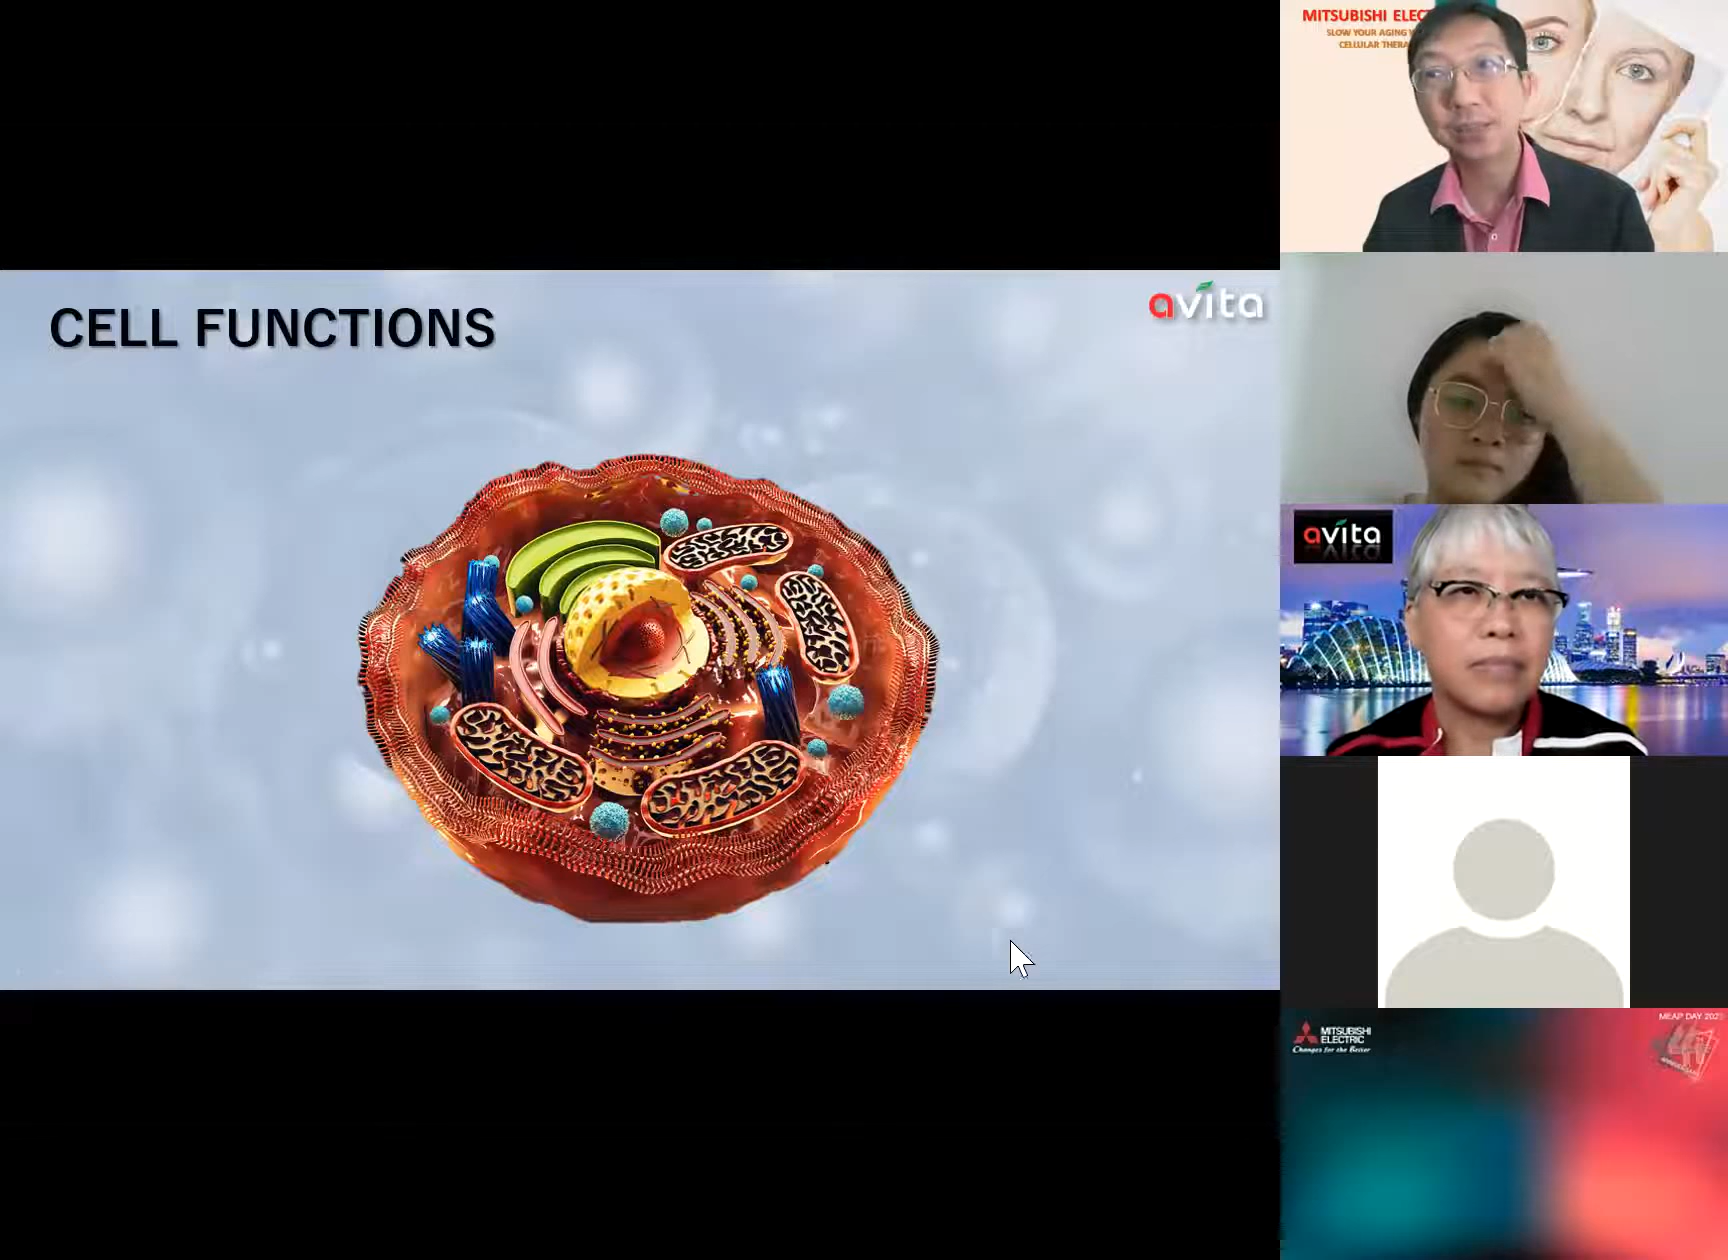 CELL FUNCTIONS
avita
MITSUBISHI ELEC
SLOW YOUR AGING
CELLULAR THERA
avita
MITSUBISHI
ELECTRIC
Changes for the Better
MEAP DAY 202